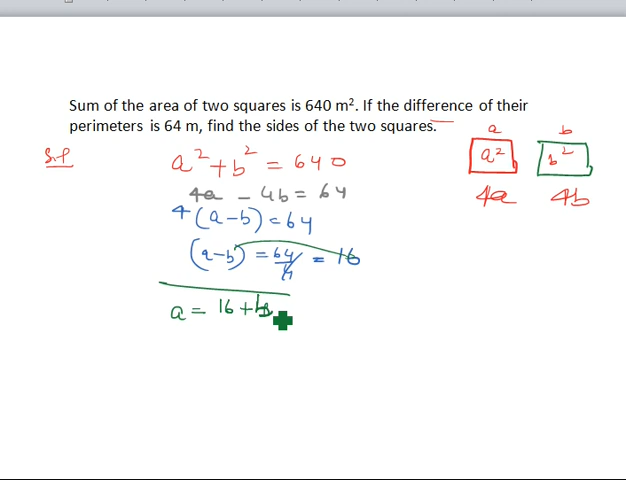 Sum of the area of two squares is 640 m². If the difference of their
perimeters is 64 m, find the sides of the two squares.
a b
a² b²
4a 4b
a² + b² = 640
4a - 4b = 64
4(a-b) = 64
(a-b) = 64/4 = 16
a = 16 + b